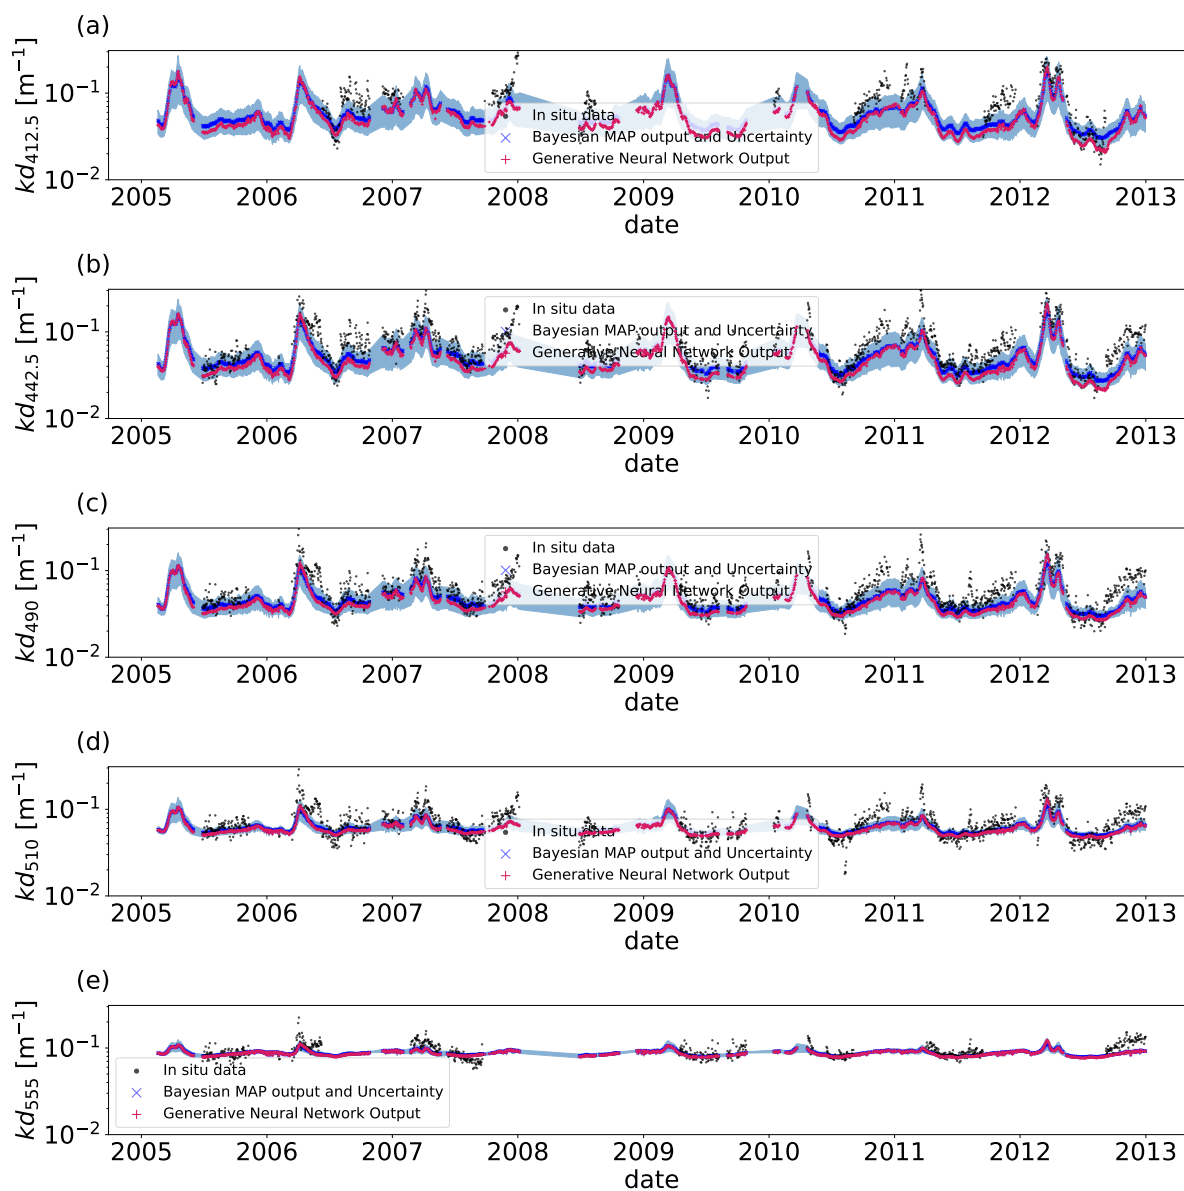 (a)
kd412.5 [m−1]
10−1
10−2
In situ data
Bayesian MAP output and Uncertainty
Generative Neural Network Output
2005 2006 2007 2008 2009 2010 2011 2012 2013
date
(b)
kd442.5 [m−1]
10−1
10−2
In situ data
Bayesian MAP output and Uncertainty
Generative Neural Network Output
2005 2006 2007 2008 2009 2010 2011 2012 2013
date
(c)
kd490 [m−1]
10−1
10−2
In situ data
Bayesian MAP output and Uncertainty
Generative Neural Network Output
2005 2006 2007 2008 2009 2010 2011 2012 2013
date
(d)
kd510 [m−1]
10−1
10−2
In situ data
Bayesian MAP output and Uncertainty
Generative Neural Network Output
2005 2006 2007 2008 2009 2010 2011 2012 2013
date
(e)
kd555 [m−1]
10−1
10−2
In situ data
Bayesian MAP output and Uncertainty
Generative Neural Network Output
2005 2006 2007 2008 2009 2010 2011 2012 2013
date